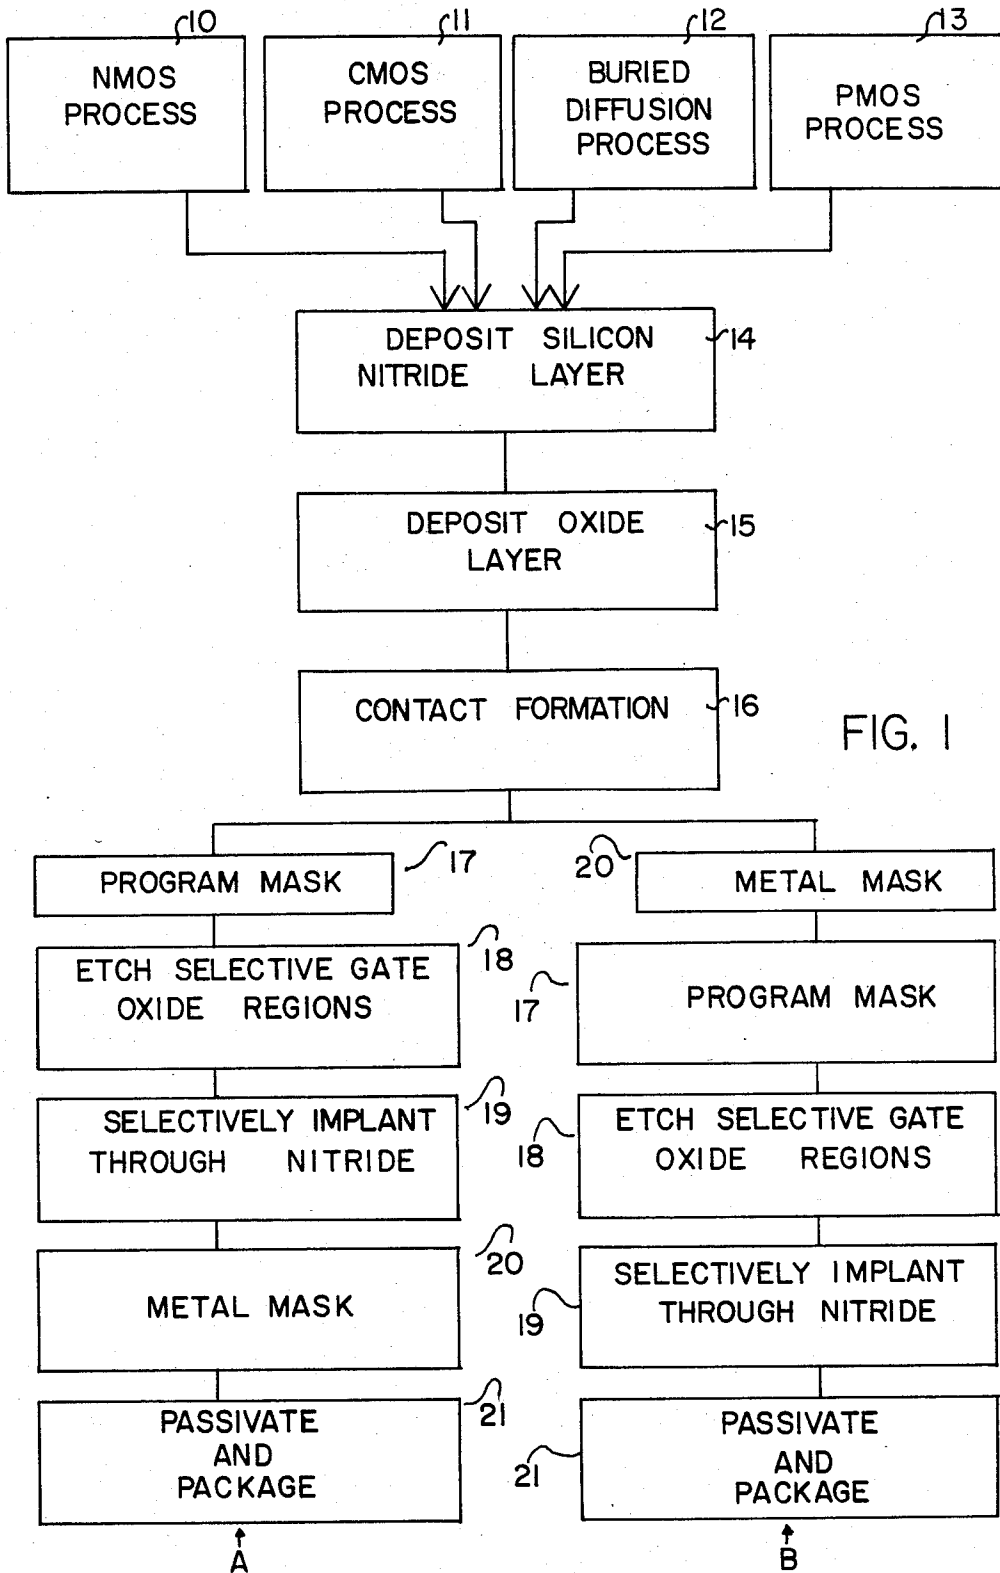 10
NMOS
PROCESS
11
CMOS
PROCESS
12
BURIED
DIFFUSION
PROCESS
13
PMOS
PROCESS
DEPOSIT SILICON
NITRIDE LAYER
14
DEPOSIT OXIDE
LAYER
15
CONTACT FORMATION
16
FIG. 1
PROGRAM MASK
17
ETCH SELECTIVE GATE
OXIDE REGIONS
18
SELECTIVELY IMPLANT
THROUGH NITRIDE
19
METAL MASK
20
PASSIVATE
AND
PACKAGE
21
A
20
METAL MASK
17
PROGRAM MASK
18
ETCH SELECTIVE GATE
OXIDE REGIONS
19
SELECTIVELY IMPLANT
THROUGH NITRIDE
21
PASSIVATE
AND
PACKAGE
B